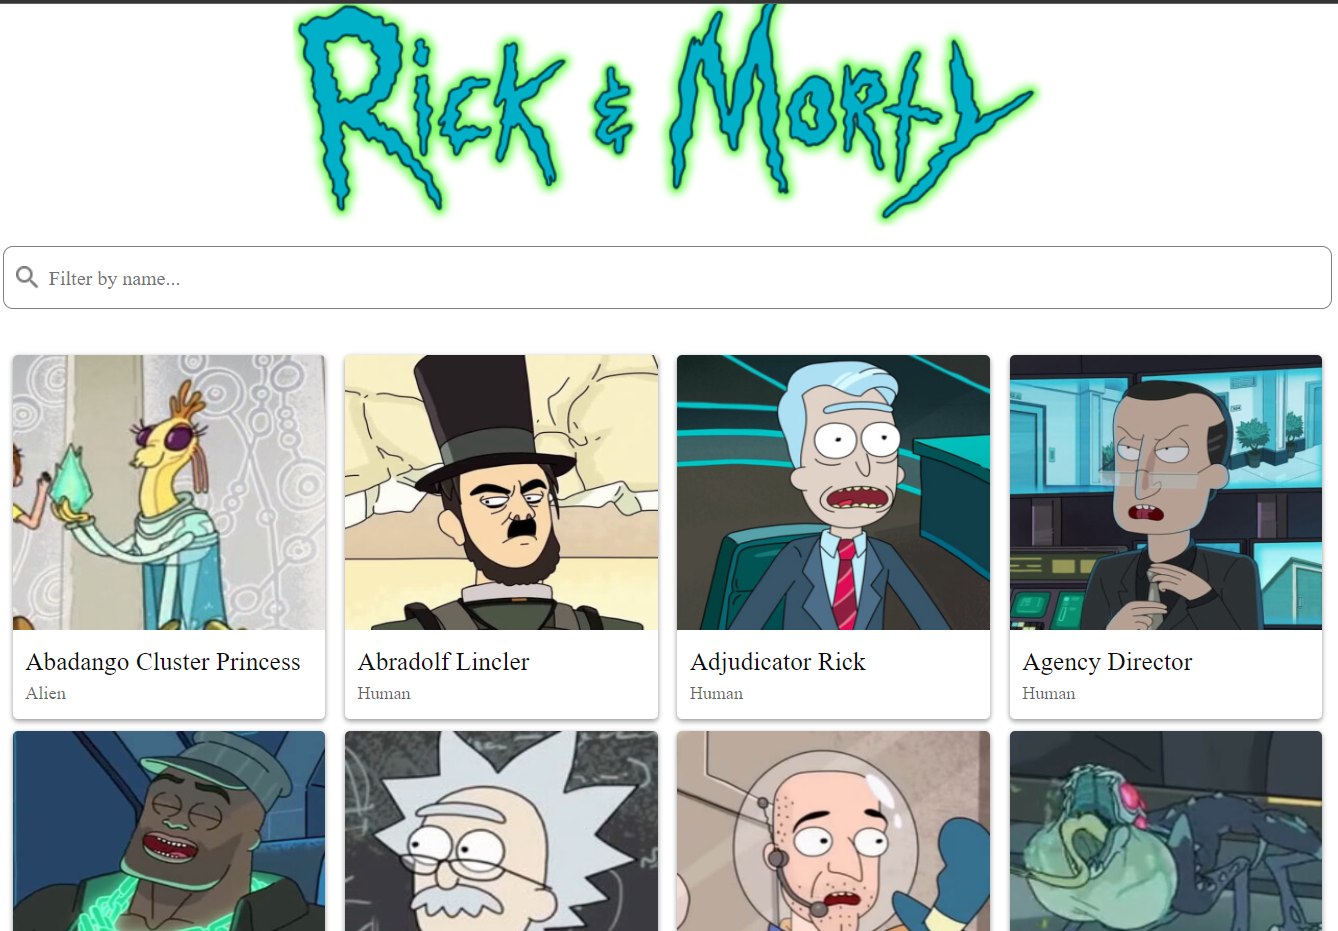 Rick & Morty
Filter by name...
Abadango Cluster Princess
Alien
Abradolf Lincler
Human
Adjudicator Rick
Human
Agency Director
Human